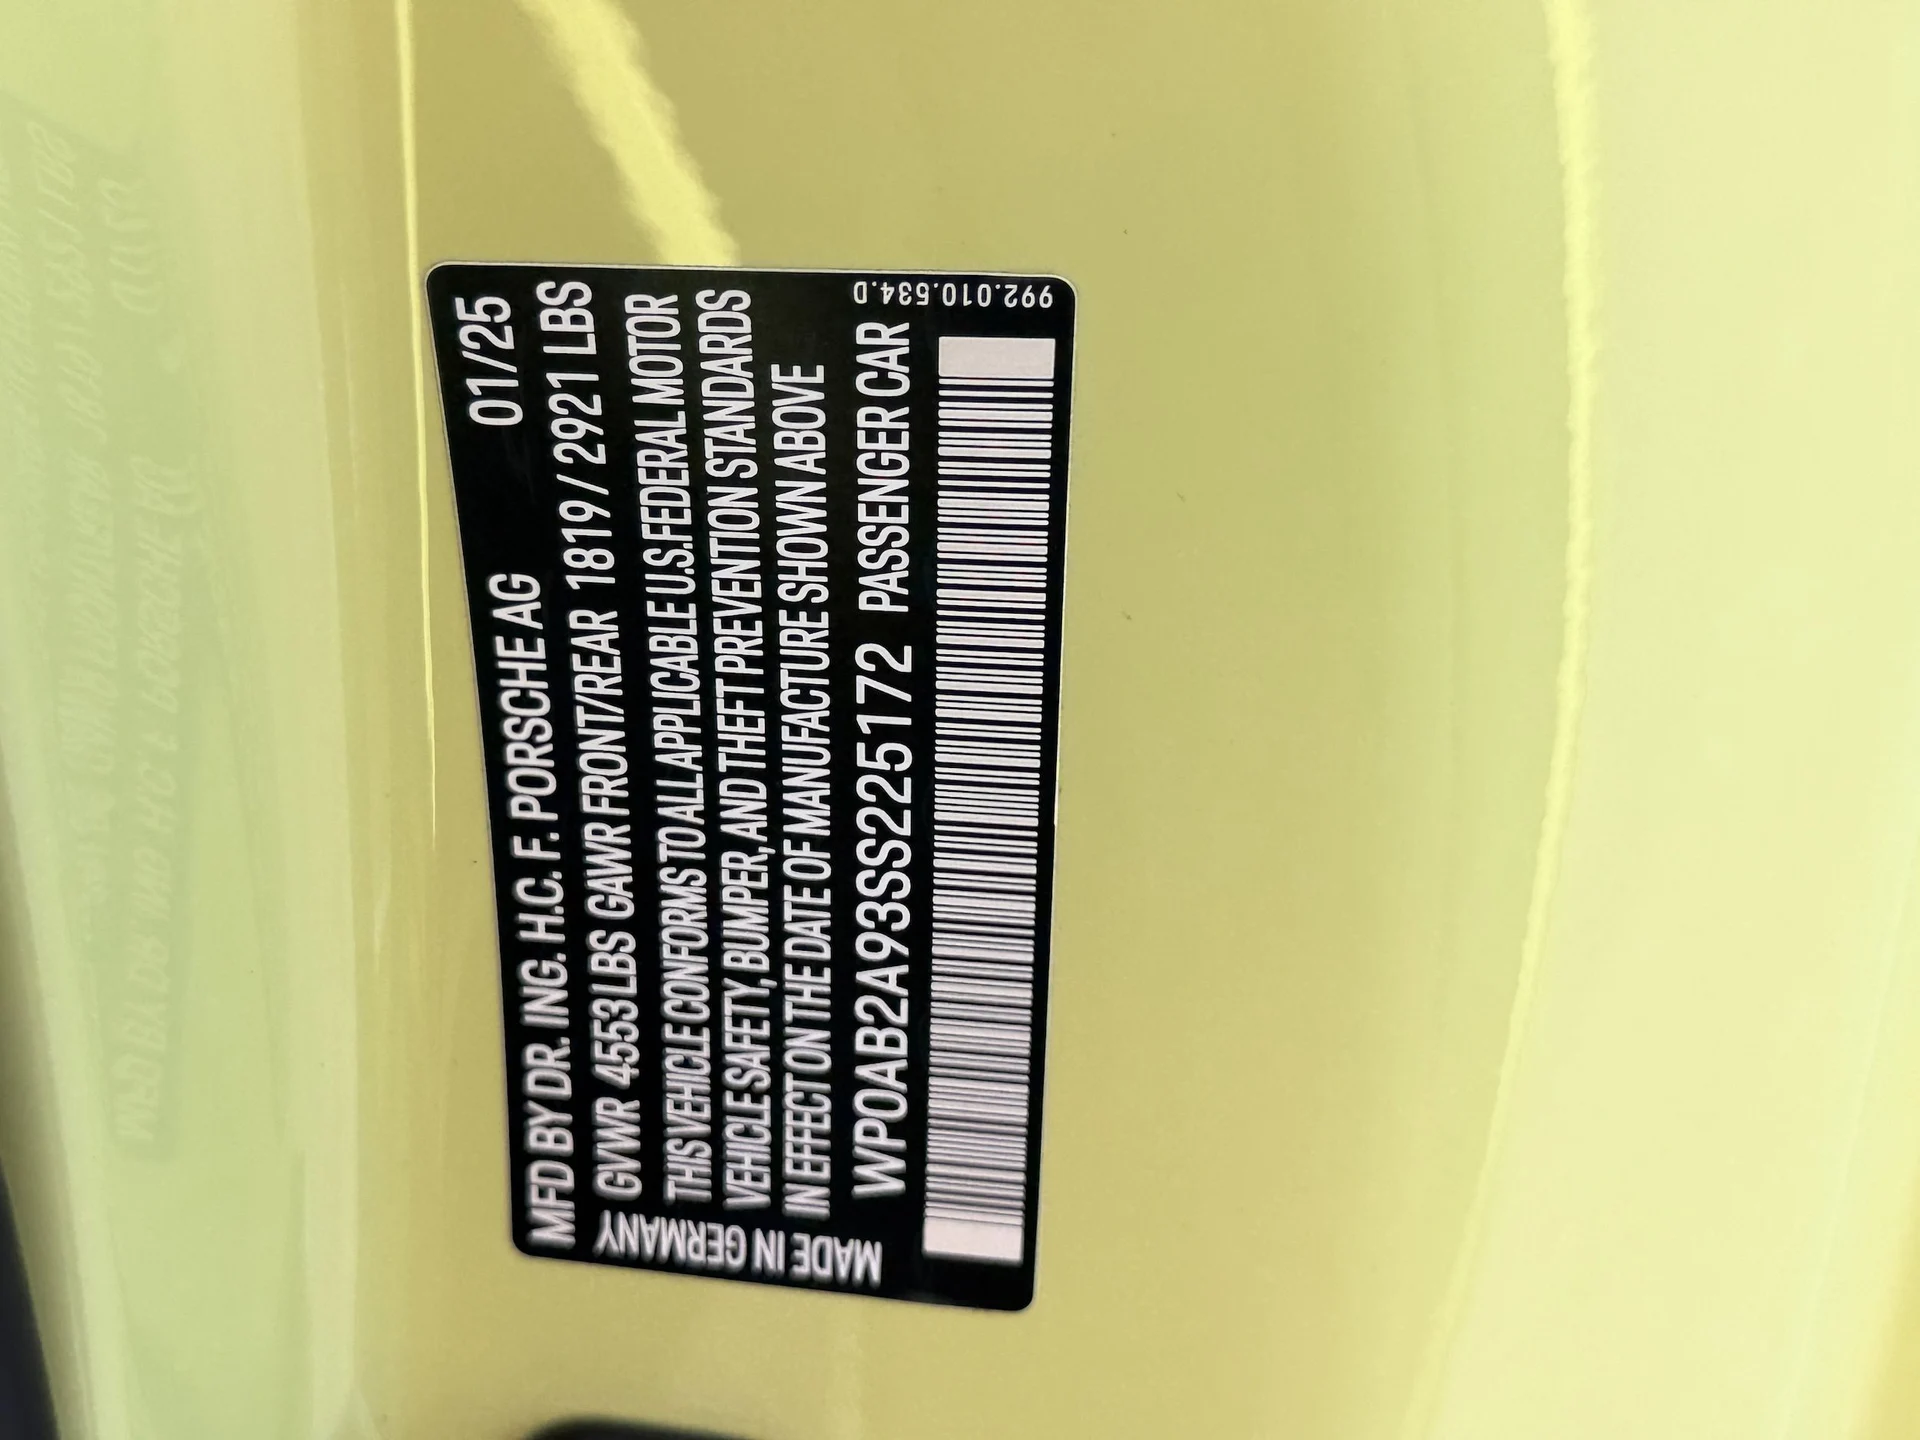 MFD BY DR. ING. H.C. F. PORSCHE AG 01/25
GVWR 4553LBS GAWR FRONT/REAR 1819 / 2921 LBS
THIS VEHICLE CONFORMS TO ALL APPLICABLE U.S.FEDERAL MOTOR
VEHICLE SAFETY, BUMPER, AND THEFT PREVENTION STANDARDS
IN EFFECT ON THE DATE OF MANUFACTURE SHOWN ABOVE
WP0AB2A93SS225172 PASSENGER CAR
MADE IN GERMANY
992.010.534.D